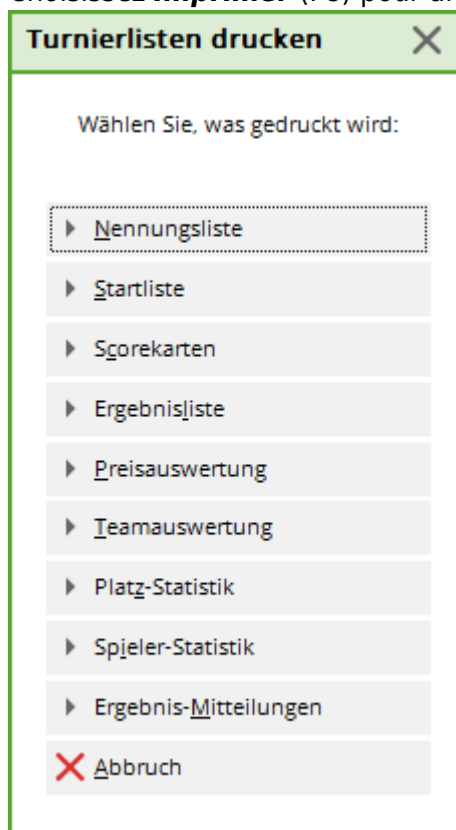 Turnierlisten drucken
Wählen Sie, was gedruckt wird:
Nennungsliste
Startliste
Scorekarten
Ergebnisliste
Preisauswertung
Teamauswertung
Platz-Statistik
Spieler-Statistik
Ergebnis-Mitteilungen
Abbruch